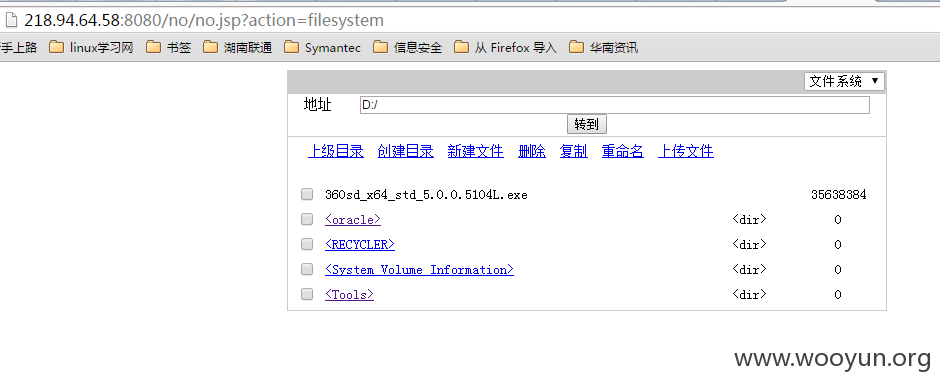 218.94.64.58:8080/no/no.jsp?action=filesystem
手上路 linux学习网 书签 湖南联通 Symantec 信息安全 从 Firefox 导入 华南资讯
文件系统
地址 D:/
转到
上级目录 创建目录 新建文件 删除 复制 重命名 上传文件
360sd_x64_std_5.0.0.5104L.exe 35638384
<oracle> <dir> 0
<RECYCLER> <dir> 0
<System Volume Information> <dir> 0
<Tools> <dir> 0
www.wooyun.org